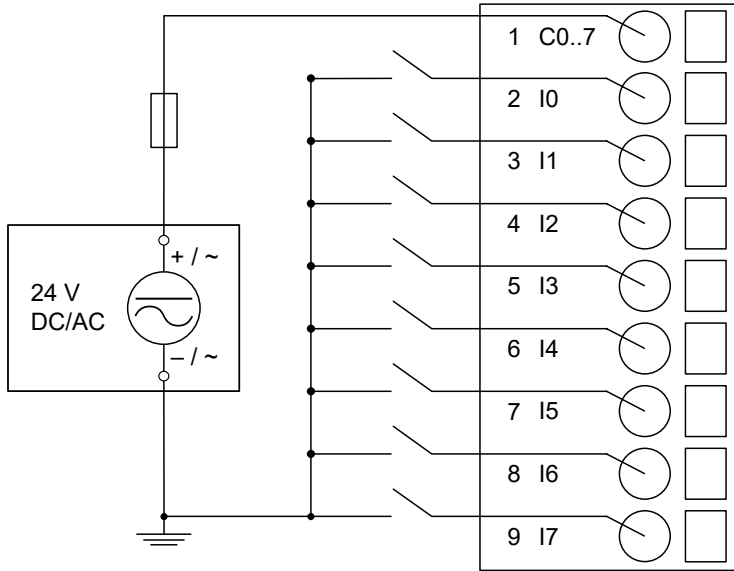 1 C0..7
2 I0
3 I1
4 I2
5 I3
6 I4
7 I5
8 I6
9 I7
+ / ~
24 V
DC/AC
– / ~